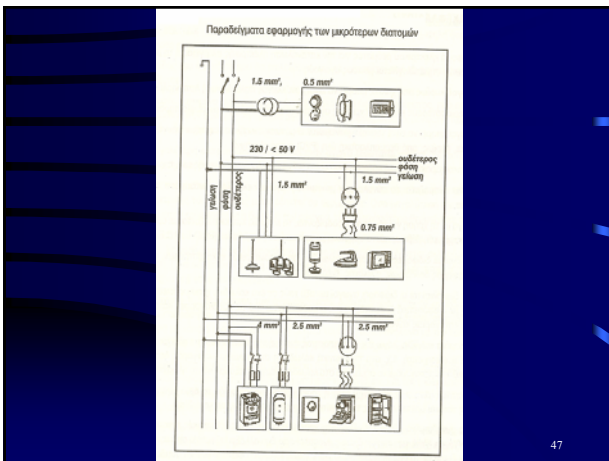 Παραδείγματα εφαρμογής των μικρότερων διατομών
1.5 mm², 0.5 mm²
230 / < 50 V
ουδέτερος
φάση
γείωση
1.5 mm² 1.5 mm²
γείωση
φάση
ουδέτερος
0.75 mm²
4 mm² 2.5 mm² 2.5 mm²
47